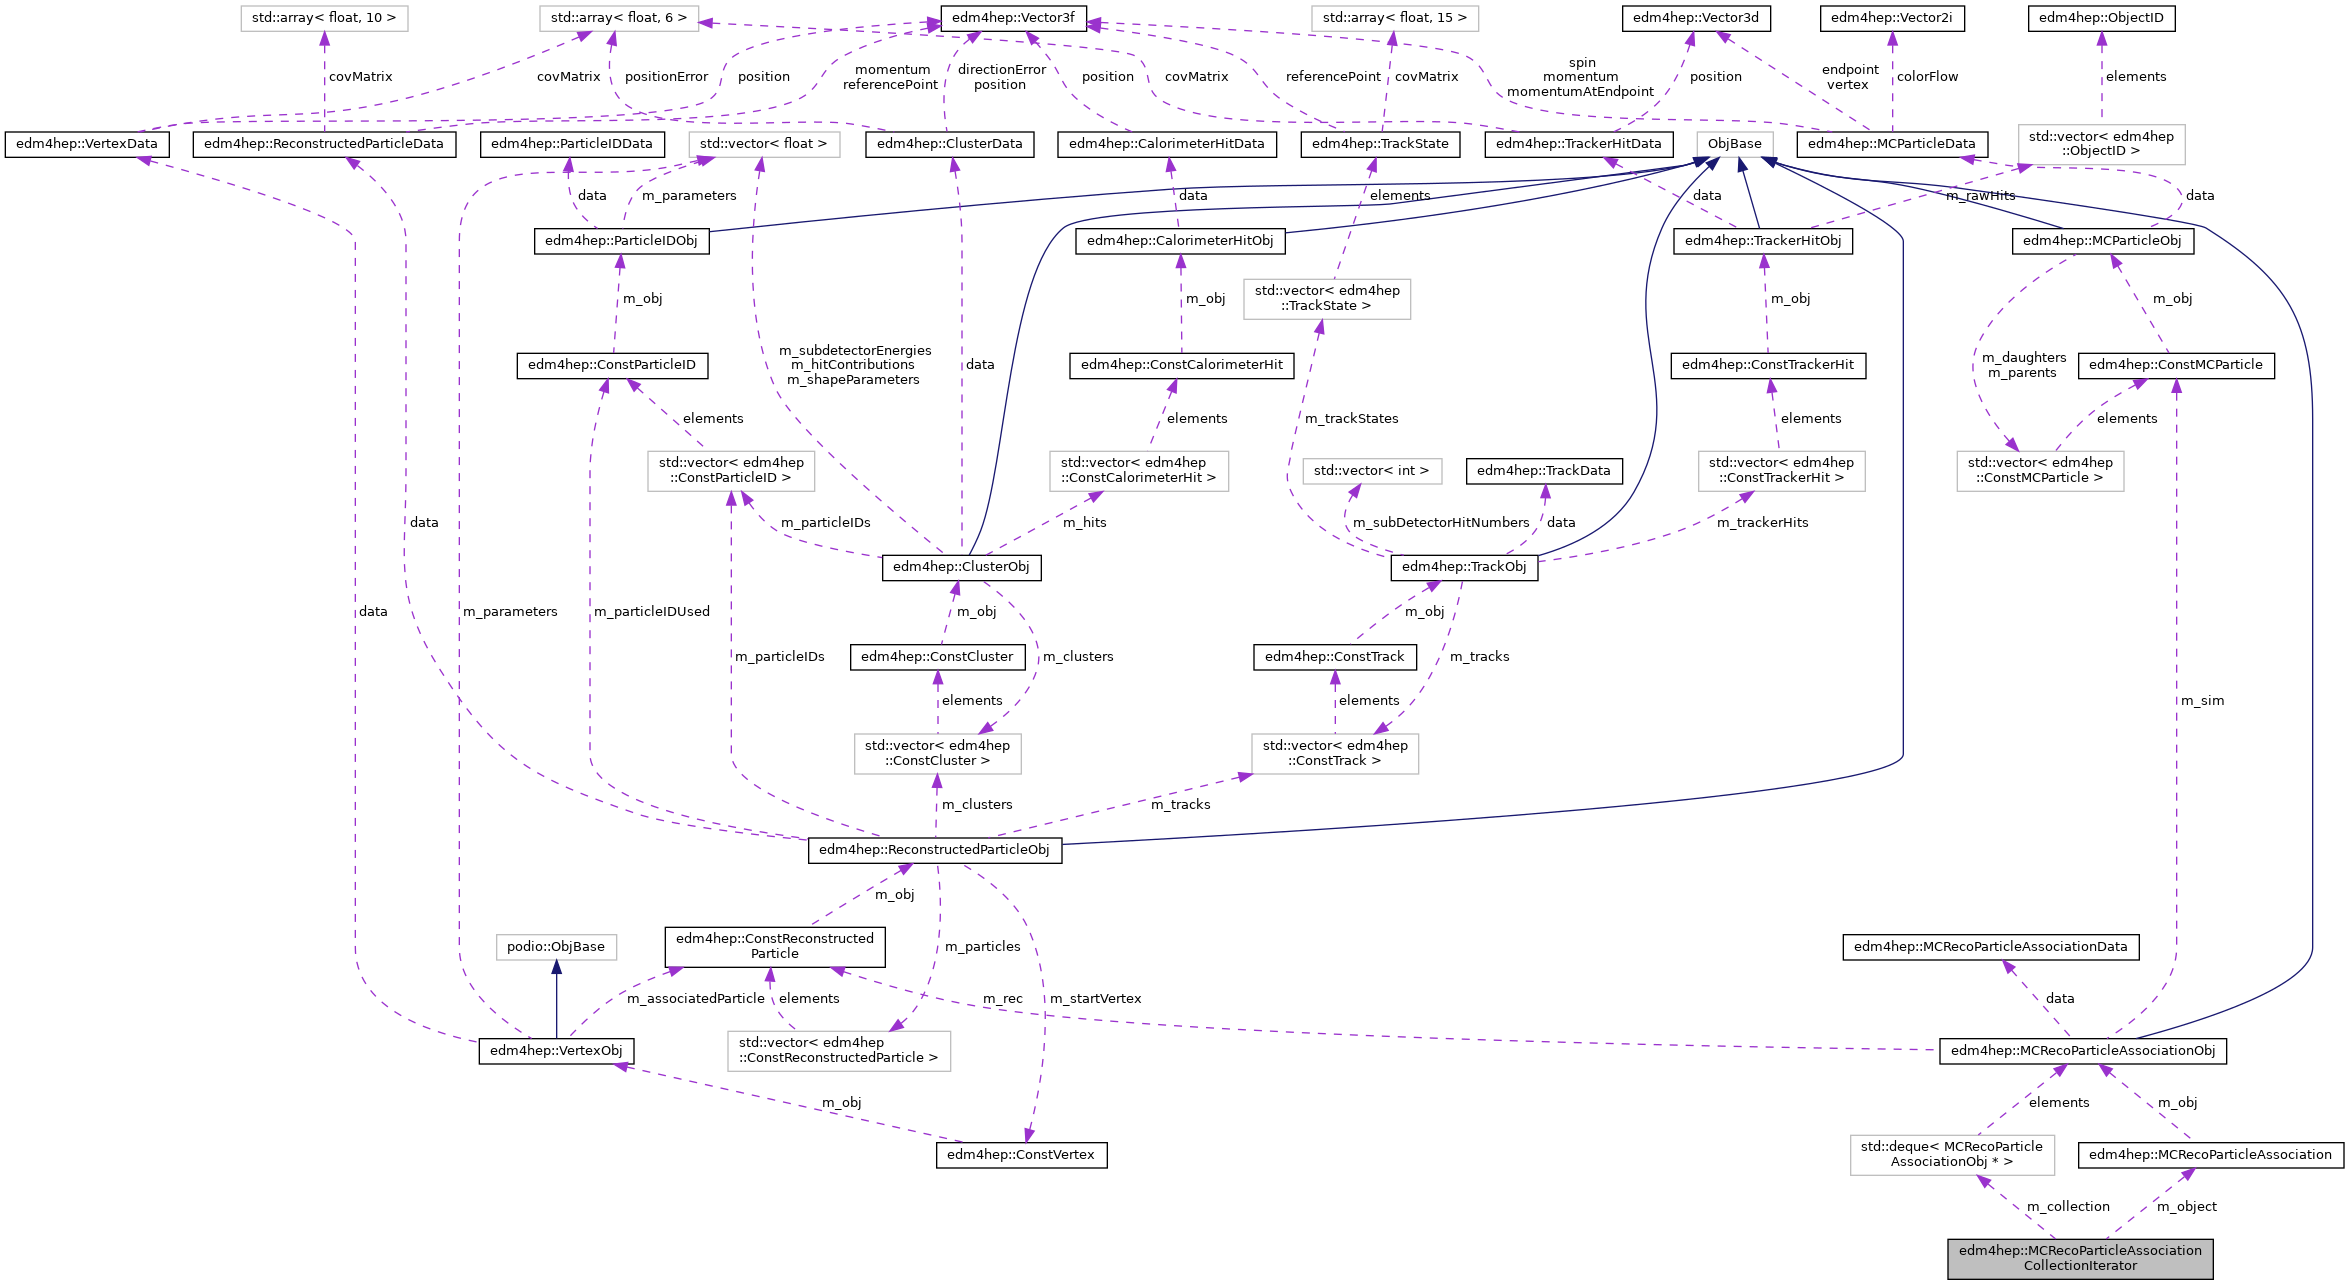 std::array< float, 10 >
std::array< float, 6 >
edm4hep::Vector3f
std::array< float, 15 >
edm4hep::Vector3d
edm4hep::Vector2i
edm4hep::ObjectID
covMatrix
covMatrix
positionError
position
momentum
referencePoint
directionError
position
position
covMatrix
referencePoint
covMatrix
spin
momentum
momentumAtEndpoint
position
endpoint
vertex
colorFlow
elements
edm4hep::VertexData
edm4hep::ReconstructedParticleData
edm4hep::ParticleIDData
std::vector< float >
edm4hep::ClusterData
edm4hep::CalorimeterHitData
edm4hep::TrackState
edm4hep::TrackerHitData
ObjBase
edm4hep::MCParticleData
std::vector< edm4hep
::ObjectID >
data
m_parameters
data
elements
data
m_rawHits
data
edm4hep::ParticleIDObj
edm4hep::CalorimeterHitObj
edm4hep::TrackerHitObj
edm4hep::MCParticleObj
m_obj
m_obj
std::vector< edm4hep
::TrackState >
m_obj
m_obj
m_subdetectorEnergies
m_hitContributions
m_shapeParameters
data
m_daughters
m_parents
edm4hep::ConstParticleID
edm4hep::ConstCalorimeterHit
edm4hep::ConstTrackerHit
edm4hep::ConstMCParticle
elements
elements
m_trackStates
elements
elements
std::vector< edm4hep
::ConstParticleID >
std::vector< edm4hep
::ConstCalorimeterHit >
std::vector< int >
edm4hep::TrackData
std::vector< edm4hep
::ConstTrackerHit >
std::vector< edm4hep
::ConstMCParticle >
data
m_particleIDs
m_hits
m_subDetectorHitNumbers
data
m_trackerHits
edm4hep::ClusterObj
edm4hep::TrackObj
data
m_parameters
m_particleIDUsed
m_obj
m_obj
m_particleIDs
edm4hep::ConstCluster
m_clusters
edm4hep::ConstTrack
m_tracks
elements
elements
m_sim
std::vector< edm4hep
::ConstCluster >
std::vector< edm4hep
::ConstTrack >
m_clusters
m_tracks
edm4hep::ReconstructedParticleObj
m_obj
podio::ObjBase
edm4hep::ConstReconstructed
Particle
m_particles
edm4hep::MCRecoParticleAssociationData
m_associatedParticle
elements
m_rec
m_startVertex
data
edm4hep::VertexObj
std::vector< edm4hep
::ConstReconstructedParticle >
edm4hep::MCRecoParticleAssociationObj
m_obj
elements
m_obj
edm4hep::ConstVertex
std::deque< MCRecoParticle
AssociationObj * >
edm4hep::MCRecoParticleAssociation
m_collection
m_object
edm4hep::MCRecoParticleAssociation
CollectionIterator